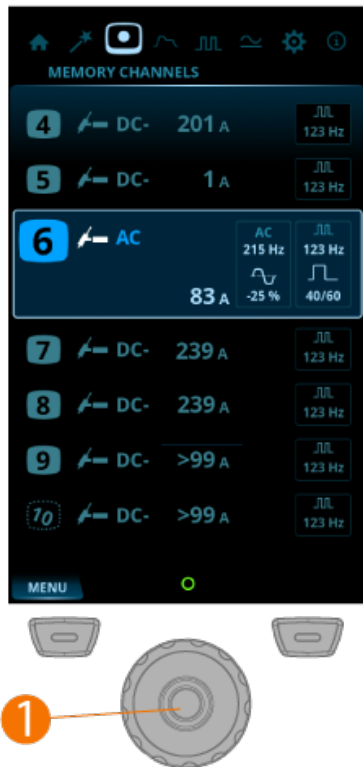 MEMORY CHANNELS
4 DC- 201 A 123 Hz
5 DC- 1 A 123 Hz
6 AC AC
215 Hz 123 Hz
83 A -25 % 40/60
7 DC- 239 A 123 Hz
8 DC- 239 A 123 Hz
9 DC- >99 A 123 Hz
10 DC- >99 A 123 Hz
MENU
1